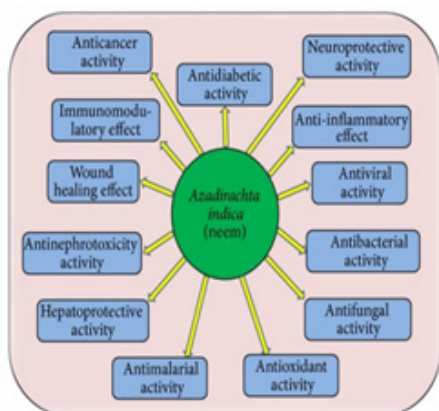 Anticancer
activity
Antidiabetic
activity
Neuroprotective
activity
Immunomodu-
latory effect
Anti-inflammatory
effect
Wound
healing effect
Azadirachta
indica
(neem)
Antiviral
activity
Antinephrotoxicity
activity
Antibacterial
activity
Hepatoprotective
activity
Antifungal
activity
Antimalarial
activity
Antioxidant
activity